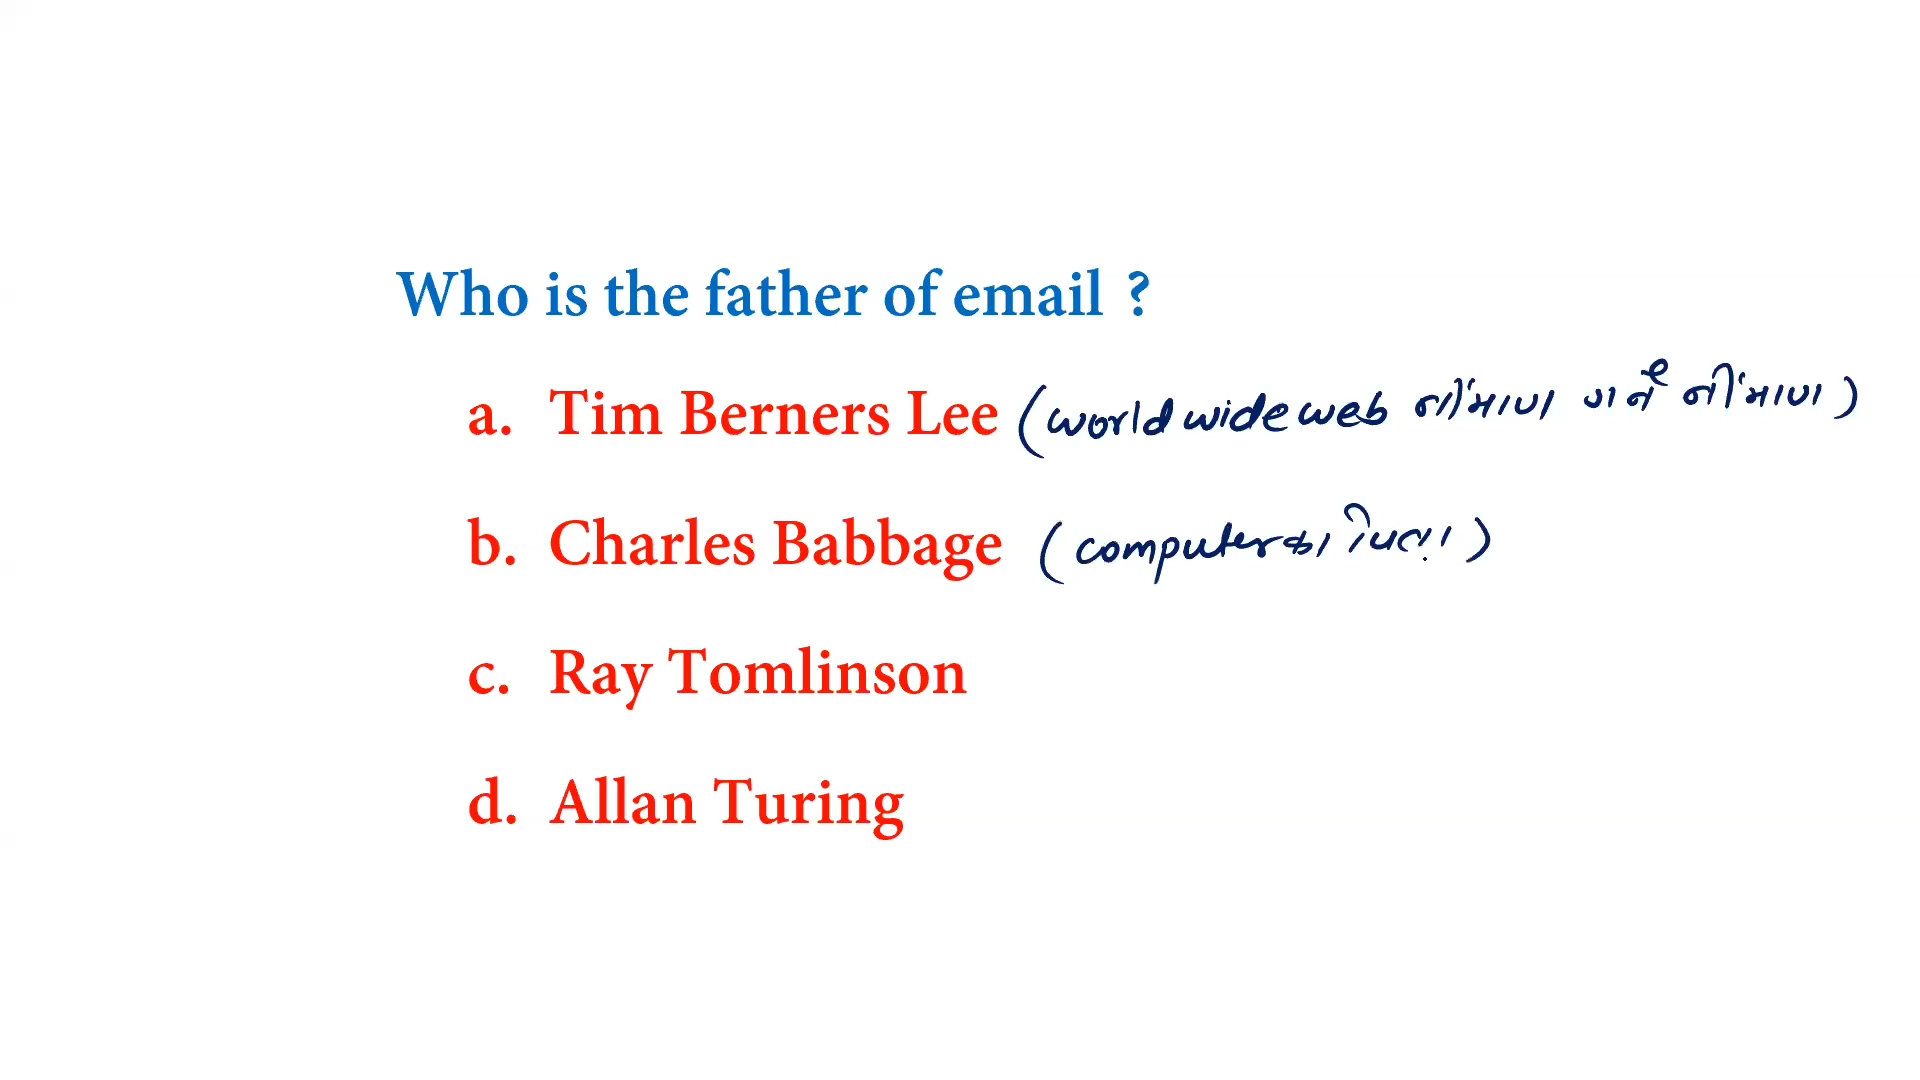 Who is the father of email ?
a. Tim Berners Lee (world wide web
b. Charles Babbage (computer का पिता)
c. Ray Tomlinson
d. Allan Turing